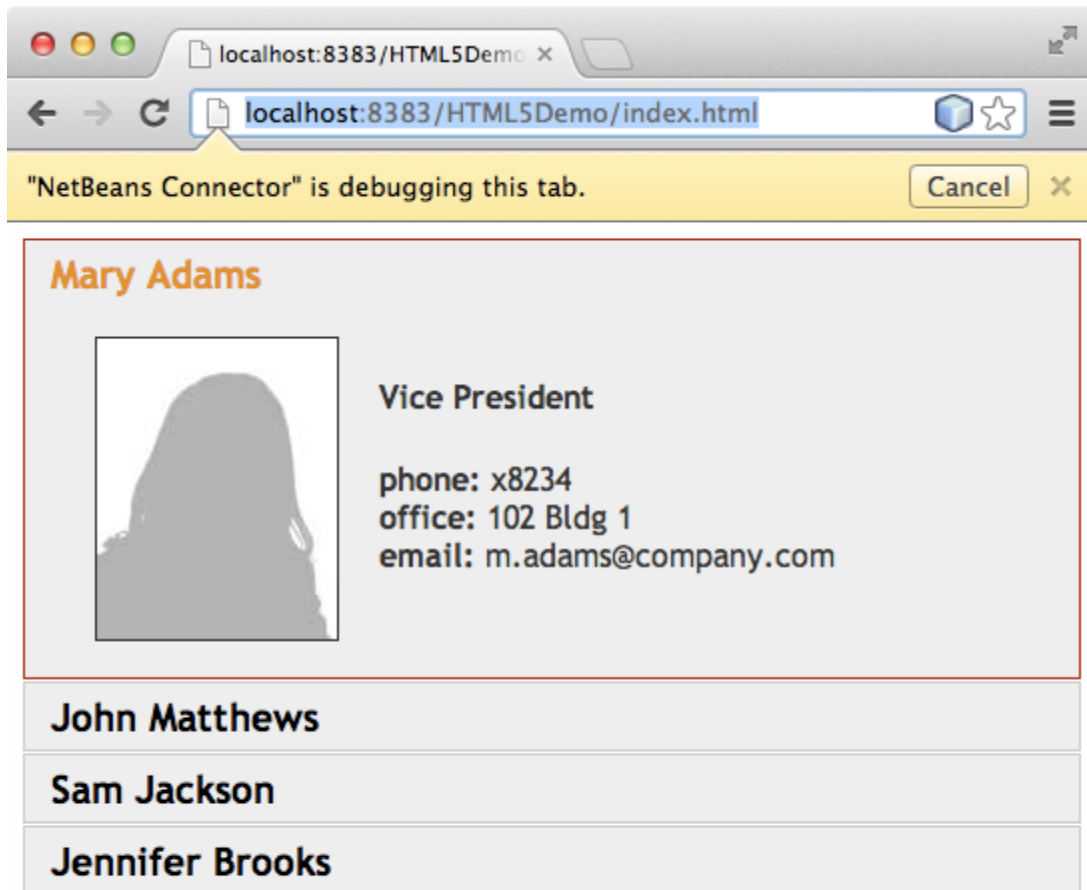 localhost:8383/HTML5Demo
localhost:8383/HTML5Demo/index.html
"NetBeans Connector" is debugging this tab.
Cancel
Mary Adams
Vice President
phone: x8234
office: 102 Bldg 1
email: m.adams@company.com
John Matthews
Sam Jackson
Jennifer Brooks